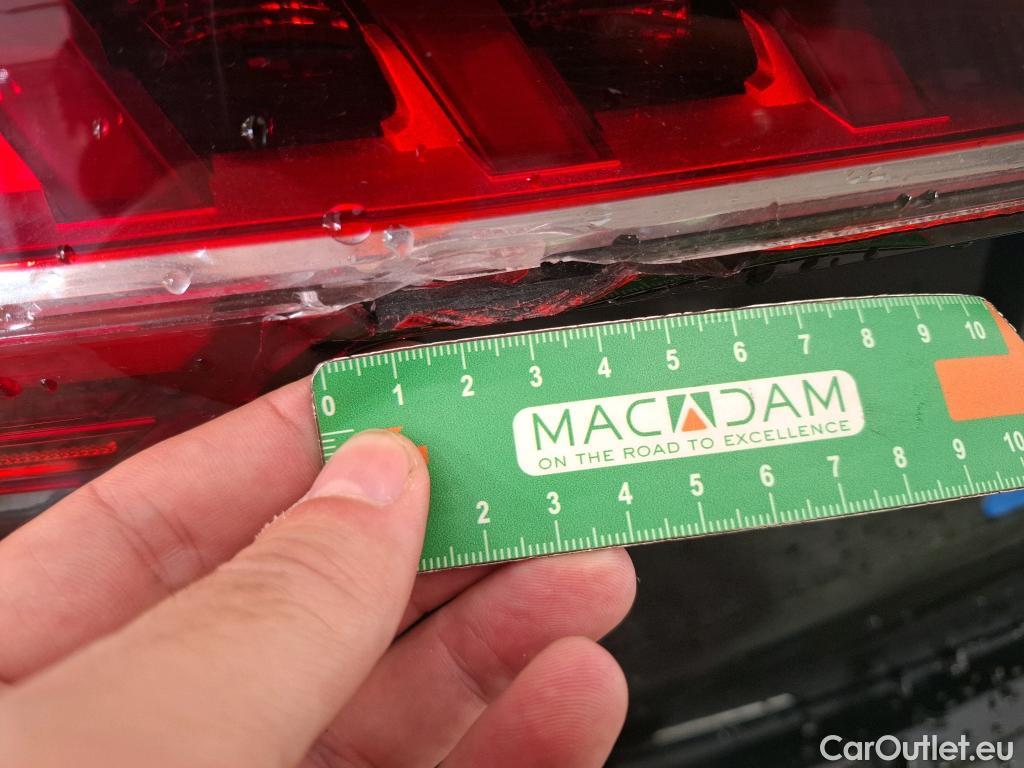 0 1 2 3 4 5 6 7 8 9 10
MACADAM
ON THE ROAD TO EXCELLENCE
2 3 4 5 6 7 8 9 10
CarOutlet.eu